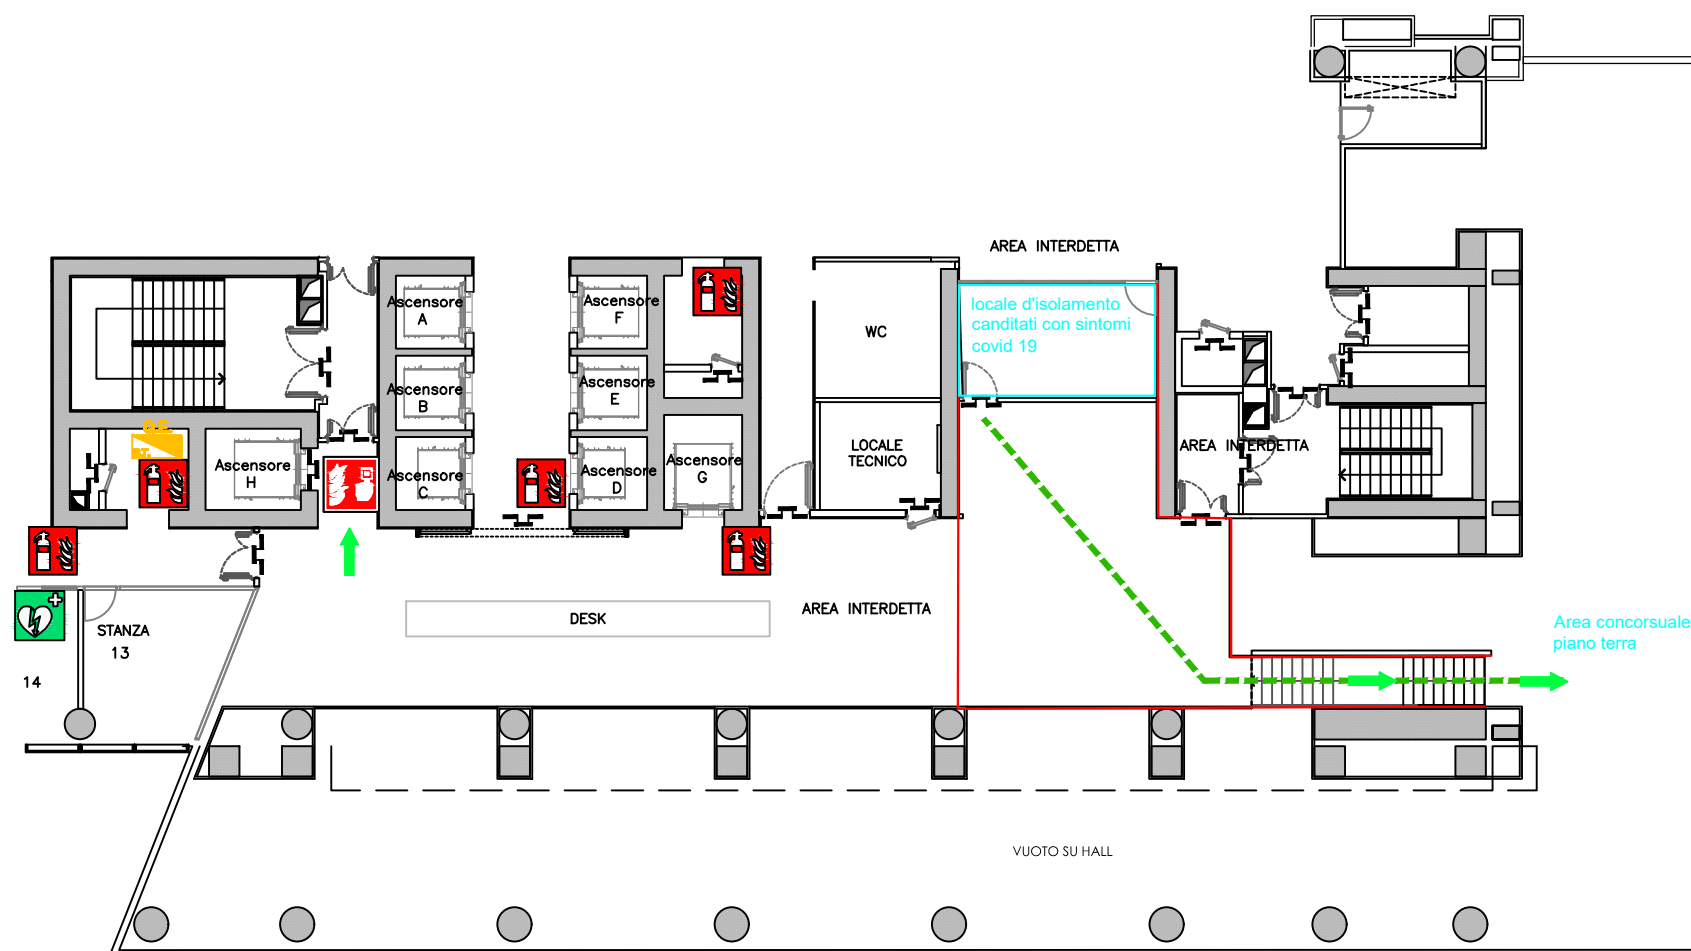 AREA INTERDETTA
Ascensore
A
Ascensore
F
locale d'isolamento
canditati con sintomi
covid 19
WC
Ascensore
B
Ascensore
E
Ascensore
H
Ascensore
C
Ascensore
D
Ascensore
G
LOCALE
TECNICO
AREA INTERDETTA
DESK
AREA INTERDETTA
STANZA
13
14
Area concorsuale
piano terra
VUOTO SU HALL